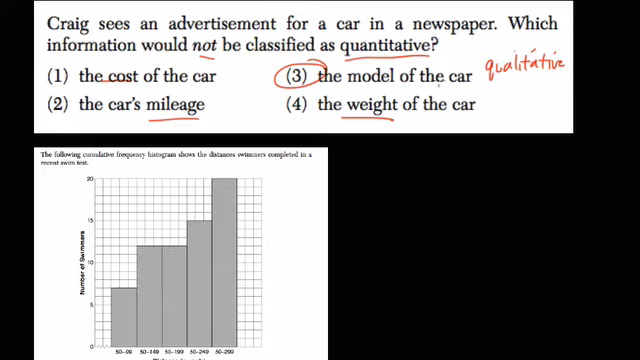 Craig sees an advertisement for a car in a newspaper. Which
information would not be classified as quantitative?
(1) the cost of the car
(3) the model of the car
qualitative
(2) the car's mileage
(4) the weight of the car
The following cumulative frequency histogram shows the distances swimmers completed in a
recent swim test.
20
15
10
5
0
Number of Swimmers
50–99 50–149 50–199 50–249 50–299